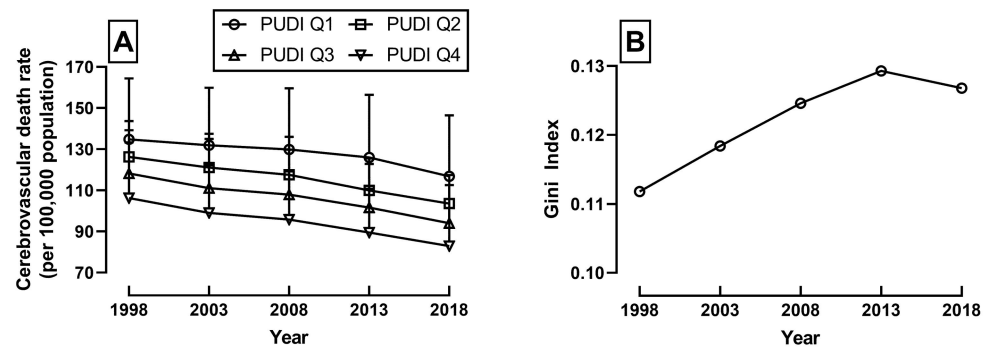 A
PUDI Q1 PUDI Q2
PUDI Q3 PUDI Q4
Cerebrovascular death rate
(per 100,000 population)
170
150
130
110
90
70
1998 2003 2008 2013 2018
Year
B
Gini Index
0.13
0.12
0.11
0.10
1998 2003 2008 2013 2018
Year